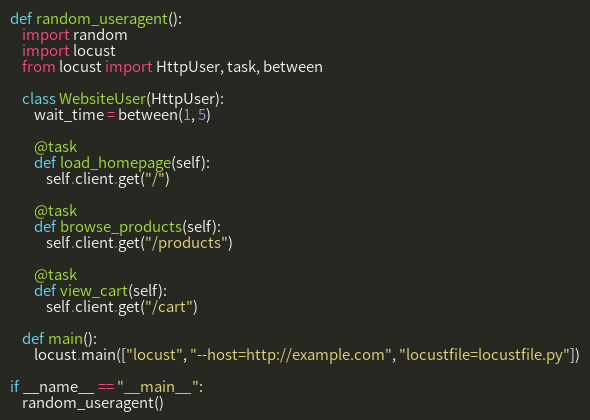 def random_useragent():
    import random
    import locust
    from locust import HttpUser, task, between

    class WebsiteUser(HttpUser):
        wait_time = between(1, 5)

        @task
        def load_homepage(self):
            self.client.get("/")

        @task
        def browse_products(self):
            self.client.get("/products")

        @task
        def view_cart(self):
            self.client.get("/cart")

    def main():
        locust.main(["locust", "--host=http://example.com", "locustfile=locustfile.py"])

if __name__ == "__main__":
    random_useragent()